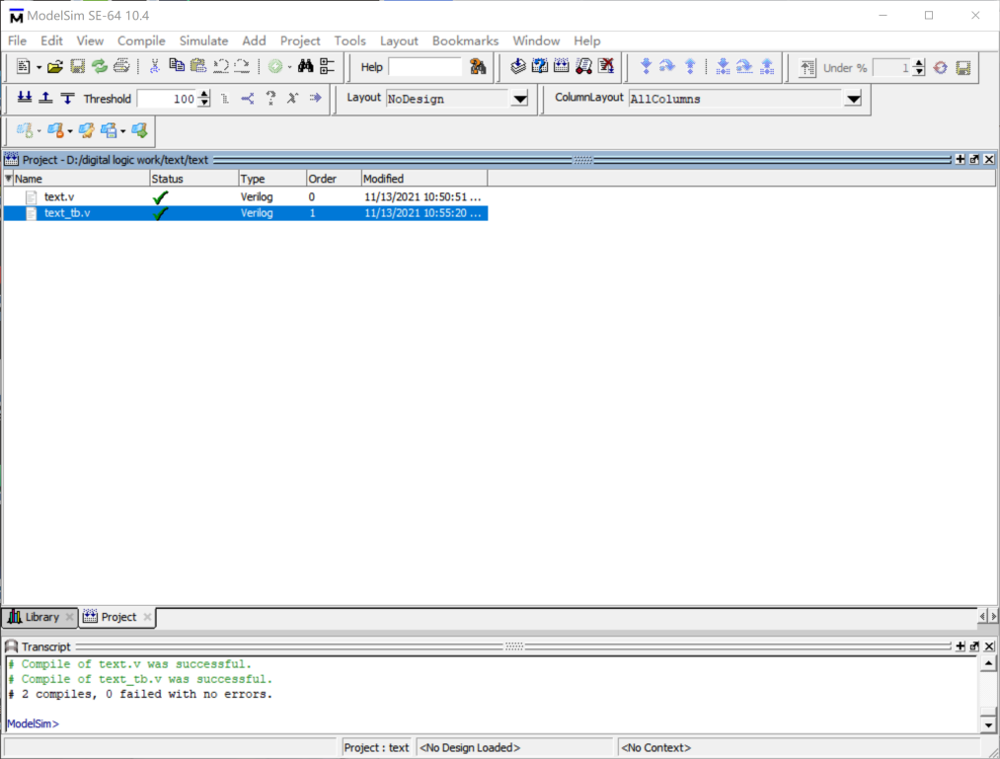 ModelSim SE-64 10.4
File Edit View Compile Simulate Add Project Tools Layout Bookmarks Window Help
Help Under % 1
Threshold 100 Layout NoDesign ColumnLayout AllColumns
Project - D:/digital logic work/text/text
Name Status Type Order Modified
text.v Verilog 0 11/13/2021 10:50:51 ...
text_tb.v Verilog 1 11/13/2021 10:55:20 ...
Library Project
Transcript
# Compile of text.v was successful.
# Compile of text_tb.v was successful.
# 2 compiles, 0 failed with no errors.
ModelSim>
Project : text <No Design Loaded> <No Context>